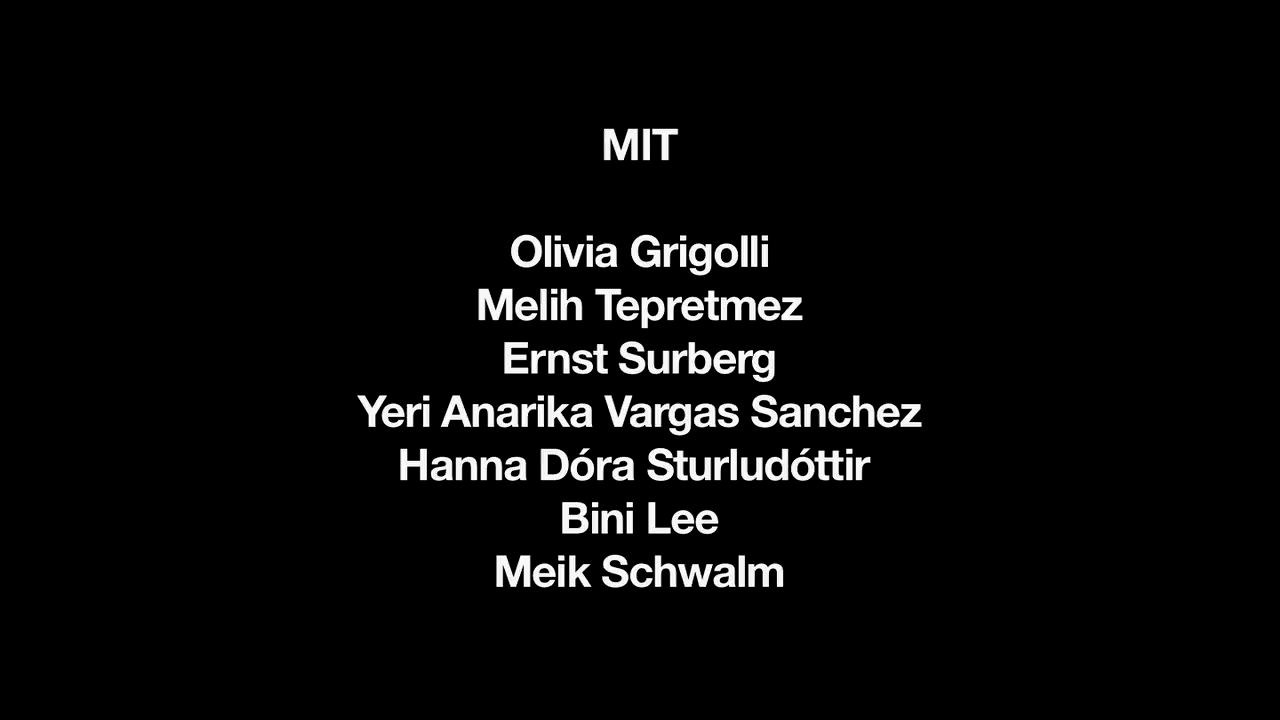 MIT
Olivia Grigolli
Melih Tepretmez
Ernst Surberg
Yeri Anarika Vargas Sanchez
Hanna Dóra Sturludóttir
Bini Lee
Meik Schwalm